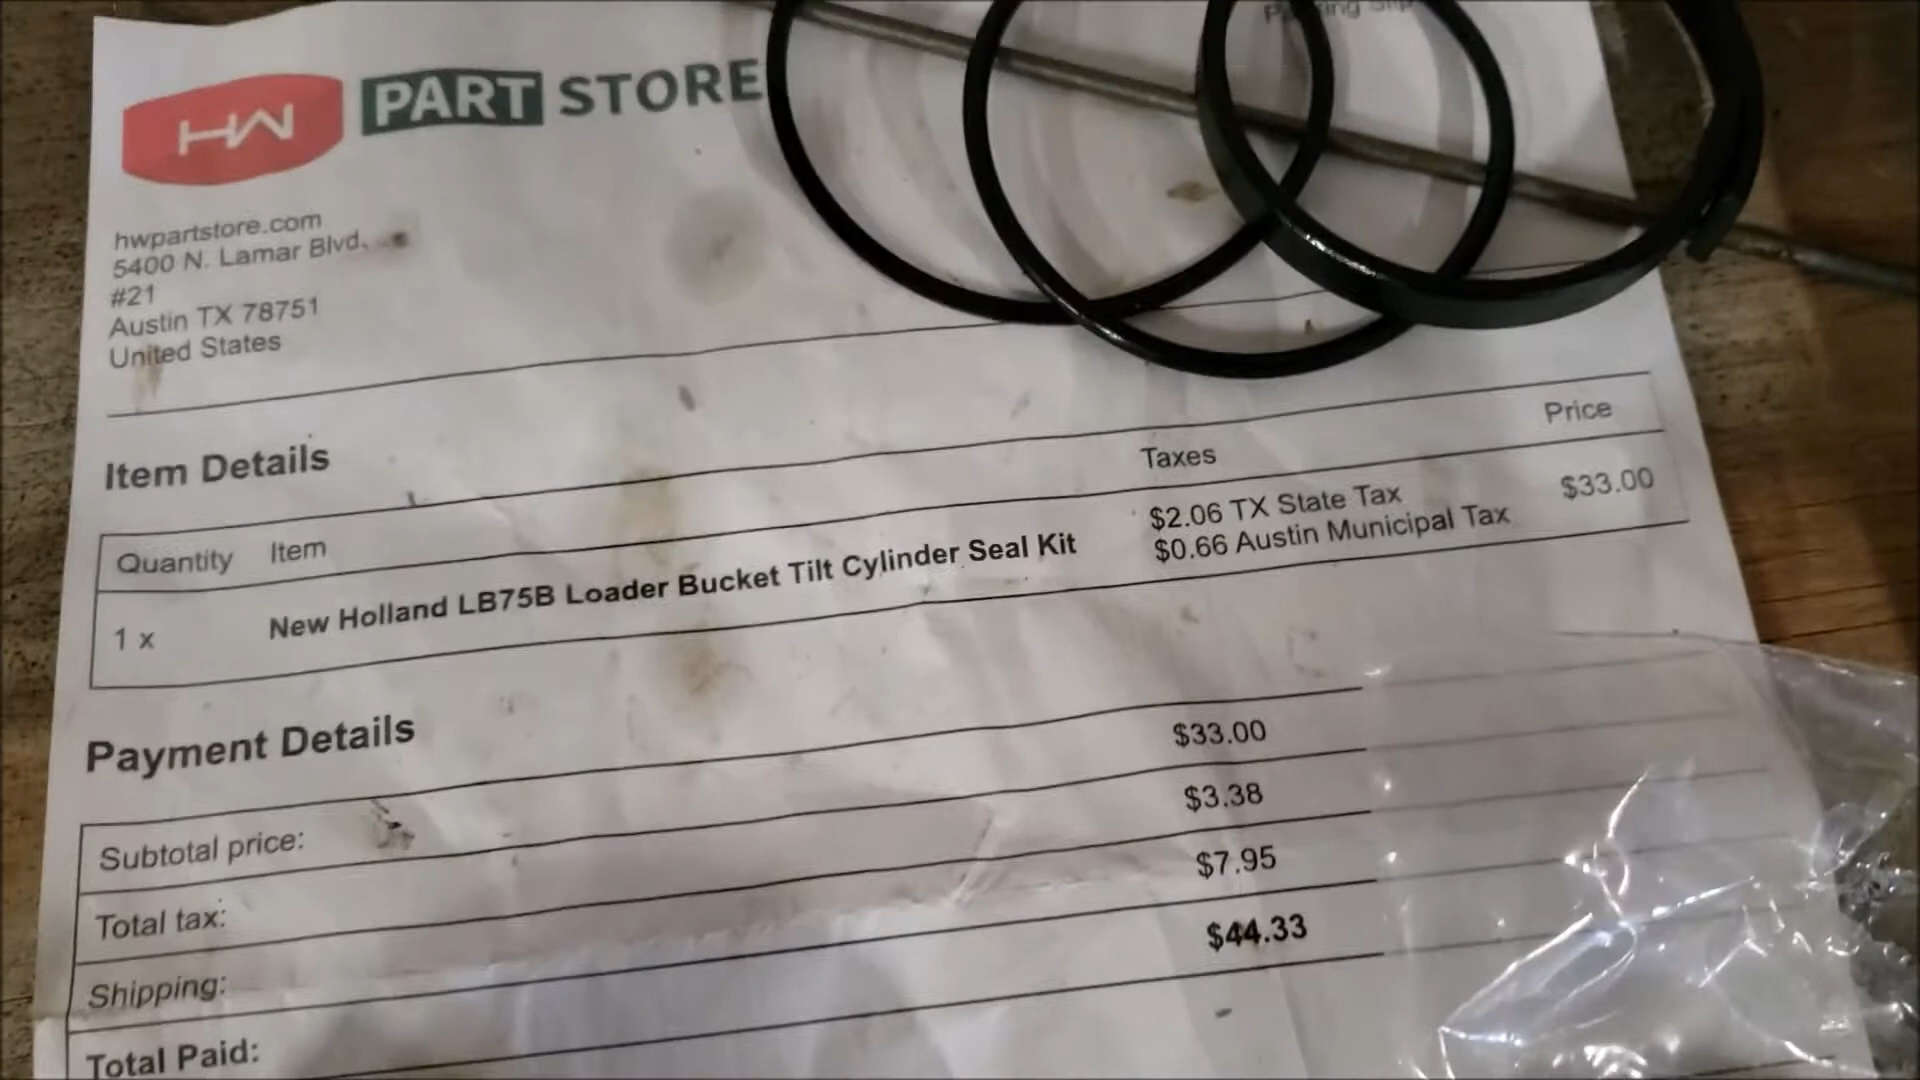 Packing Slip
HW PART STORE
hwpartstore.com
5400 N. Lamar Blvd.
#21
Austin TX 78751
United States
Item Details
Quantity Item Taxes Price
1 x New Holland LB75B Loader Bucket Tilt Cylinder Seal Kit $2.06 TX State Tax $33.00
$0.66 Austin Municipal Tax
Payment Details
Subtotal price: $33.00
Total tax: $3.38
Shipping: $7.95
Total Paid: $44.33